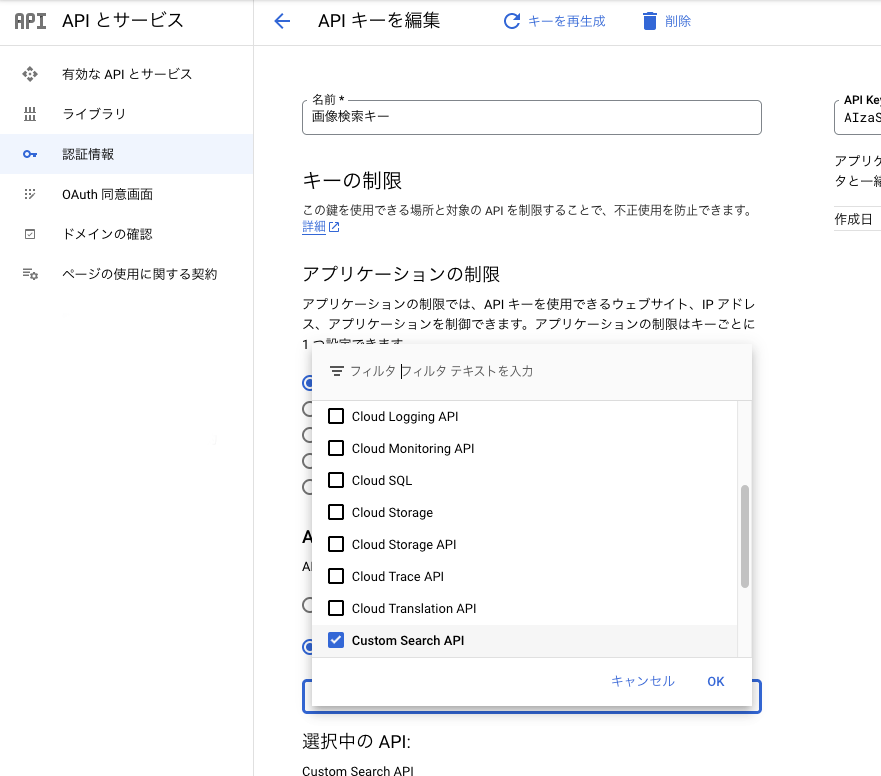 API API とサービス
有効な API とサービス
ライブラリ
認証情報
OAuth 同意画面
ドメインの確認
ページの使用に関する契約
API キーを編集
キーを再生成
削除
名前 *
画像検索キー
キーの制限
この鍵を使用できる場所と対象の API を制限することで、不正使用を防止できます。
詳細
アプリケーションの制限
アプリケーションの制限では、API キーを使用できるウェブサイト、IP アドレ
ス、アプリケーションを制御できます。アプリケーションの制限はキーごとに
1 つ設定できます。
フィルタ フィルタ テキストを入力
Cloud Logging API
Cloud Monitoring API
Cloud SQL
Cloud Storage
Cloud Storage API
Cloud Trace API
Cloud Translation API
Custom Search API
キャンセル
OK
選択中の API:
Custom Search API
API Key
AIzaS
アプリケ
タと一緒
作成日